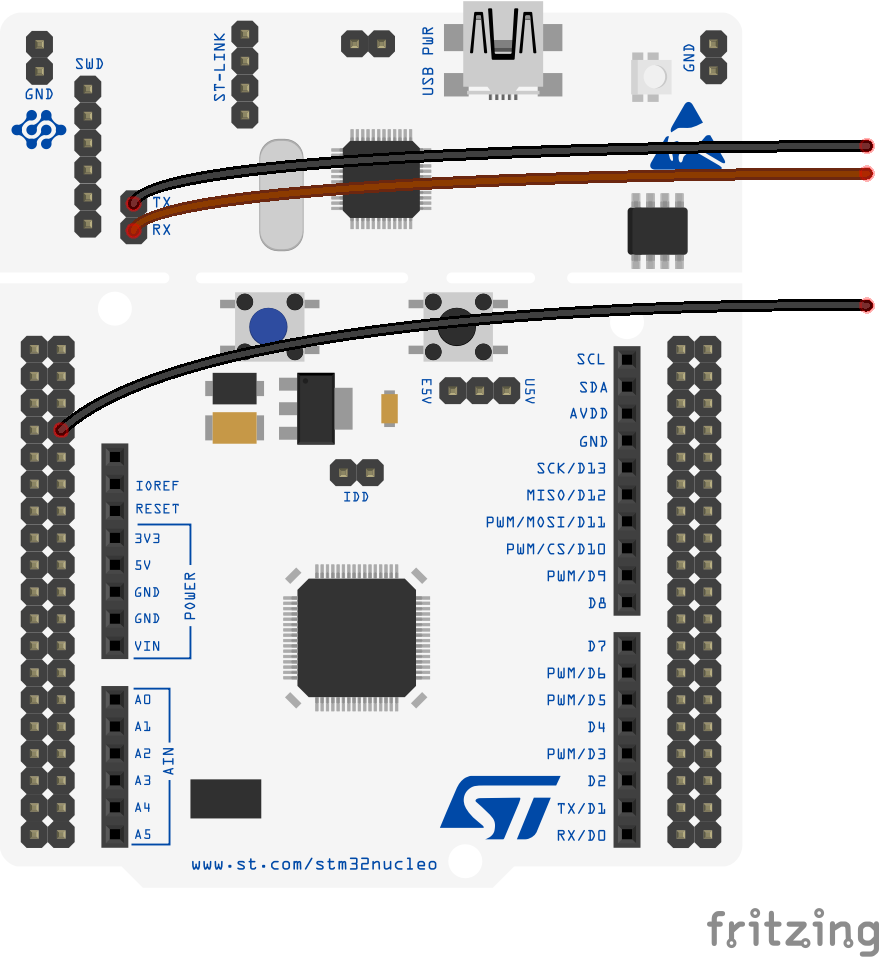 ST-LINK
USB PWR
GND
SWD
GND
TX
RX
E5V
U5V
IDD
SCL
SDA
AVDD
GND
SCK/D13
MISO/D12
PWM/MOSI/D11
PWM/CS/D10
PWM/D9
D8
IOREF
RESET
3V3
5V
GND
GND
VIN
POWER
D7
PWM/D6
PWM/D5
D4
PWM/D3
D2
TX/D1
RX/D0
A0
A1
A2
A3
A4
A5
AIN
ST
www.st.com/stm32nucleo
fritzing